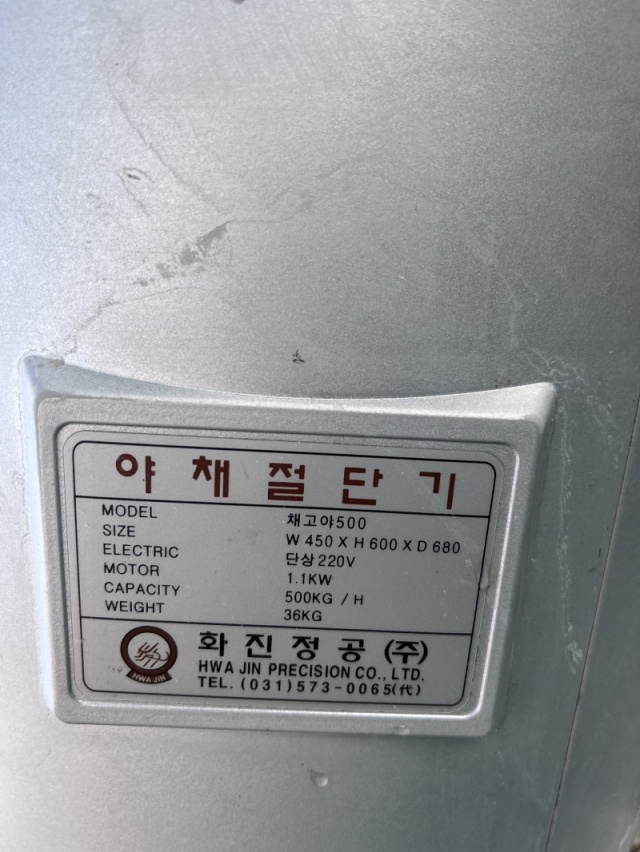 야채절단기
MODEL 채고야500
SIZE W 450 X H 600 X D 680
ELECTRIC 단상 220V
MOTOR 1.1KW
CAPACITY 500KG / H
WEIGHT 36KG
화진정공 (주)
HWA JIN PRECISION CO., LTD.
HWA JIN
TEL. (031)573-0065(代)